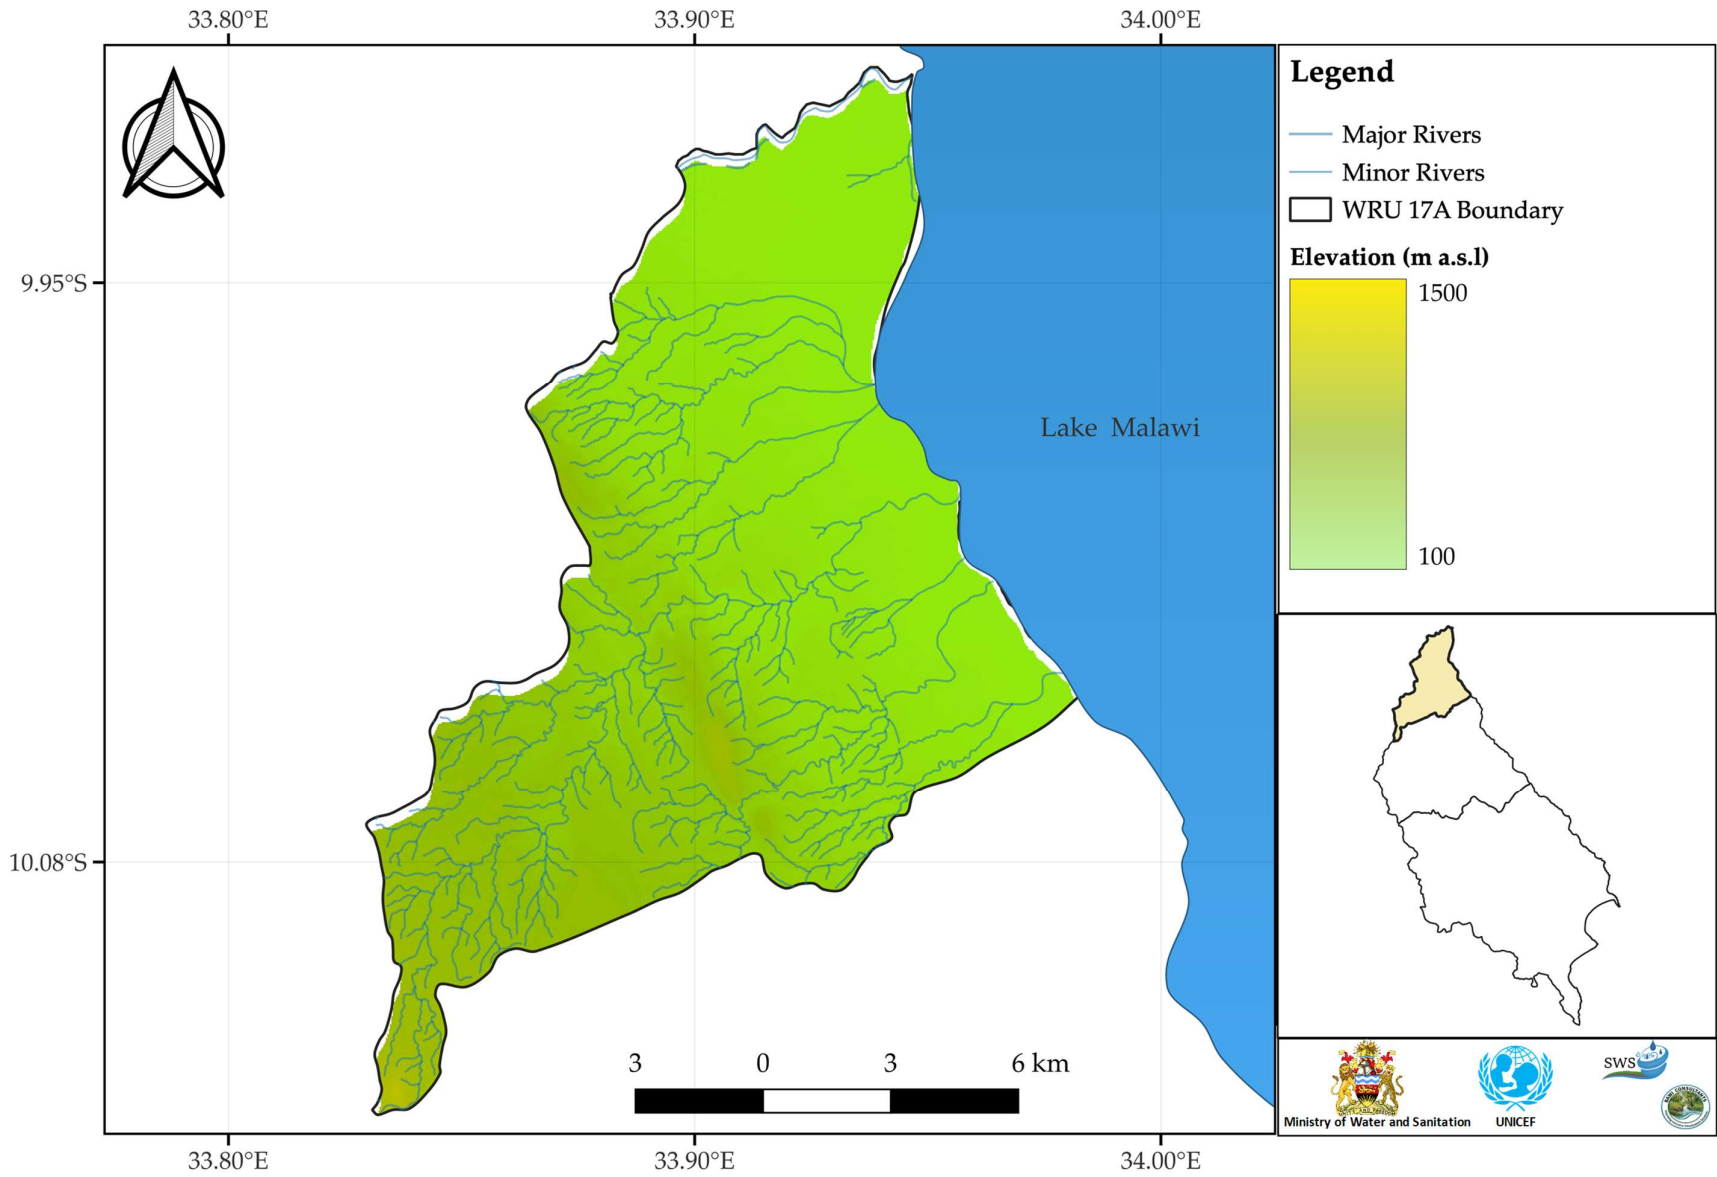 33.80°E 33.90°E 34.00°E
9.95°S
10.08°S
Lake Malawi
3 0 3 6 km
33.80°E 33.90°E 34.00°E
Legend
Major Rivers
Minor Rivers
WRU 17A Boundary
Elevation (m a.s.l)
1500
100
Ministry of Water and Sanitation
UNICEF
SWS